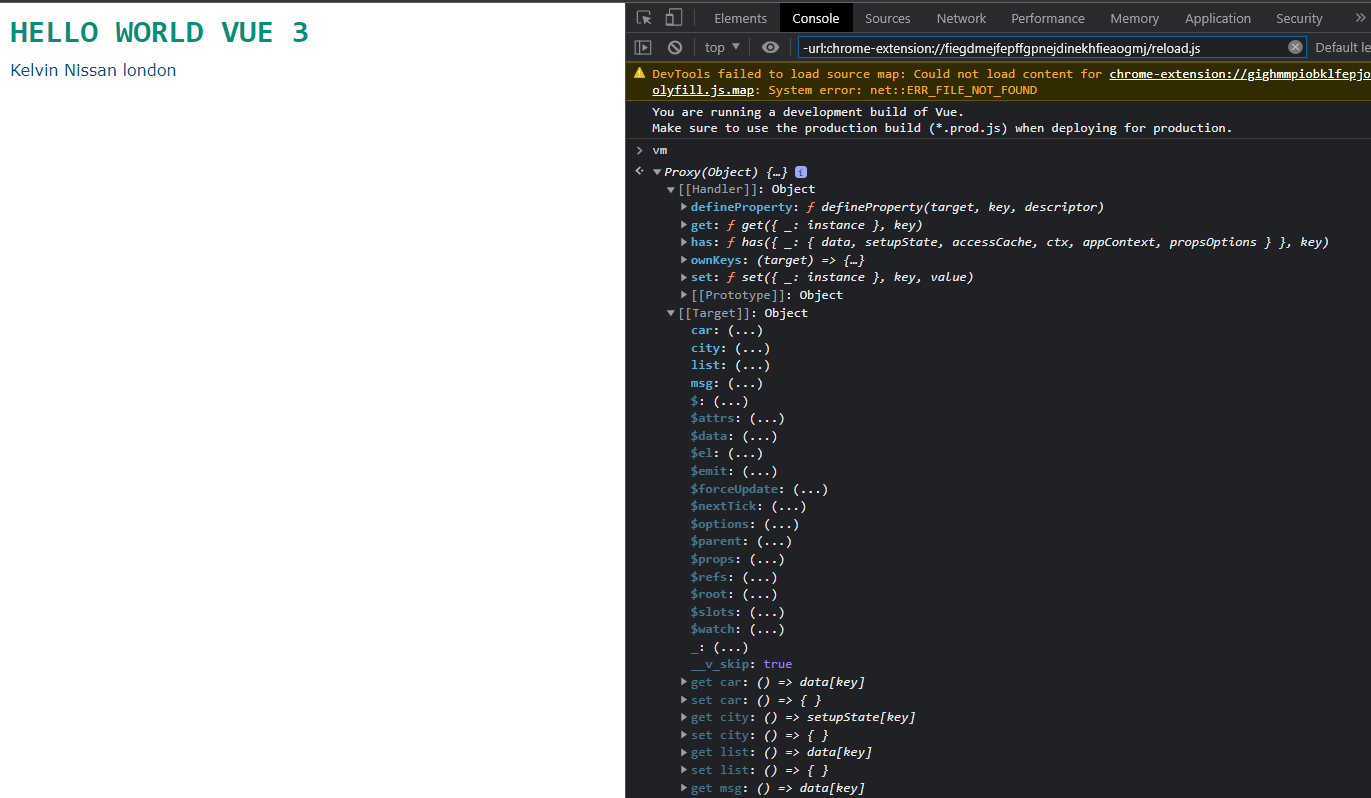 HELLO WORLD VUE 3
Kelvin Nissan london
Elements Console Sources Network Performance Memory Application Security »
top ▼ -url:chrome-extension://fiegdmejfepffgpnejdinekhfieaogmj/reload.js Default le
DevTools failed to load source map: Could not load content for chrome-extension://gighmmpiobklfepjo
olyfill.js.map: System error: net::ERR_FILE_NOT_FOUND
You are running a development build of Vue.
Make sure to use the production build (*.prod.js) when deploying for production.
> vm
Proxy(Object) {…} i
[[Handler]]: Object
defineProperty: ƒ defineProperty(target, key, descriptor)
get: ƒ get({ _: instance }, key)
has: ƒ has({ _: { data, setupState, accessCache, ctx, appContext, propsOptions } }, key)
ownKeys: (target) => {…}
set: ƒ set({ _: instance }, key, value)
[[Prototype]]: Object
[[Target]]: Object
car: (...)
city: (...)
list: (...)
msg: (...)
$: (...)
$attrs: (...)
$data: (...)
$el: (...)
$emit: (...)
$forceUpdate: (...)
$nextTick: (...)
$options: (...)
$parent: (...)
$props: (...)
$refs: (...)
$root: (...)
$slots: (...)
$watch: (...)
_: (...)
__v_skip: true
get car: () => data[key]
set car: () => { }
get city: () => setupState[key]
set city: () => { }
get list: () => data[key]
set list: () => { }
get msg: () => data[key]